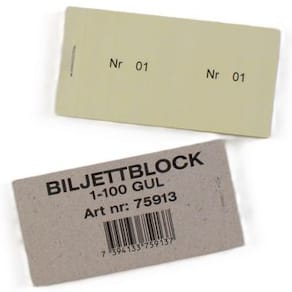 Nr 01 Nr 01
BILJETTBLOCK
1-100 GUL
Art nr: 75913
7 394133 759137